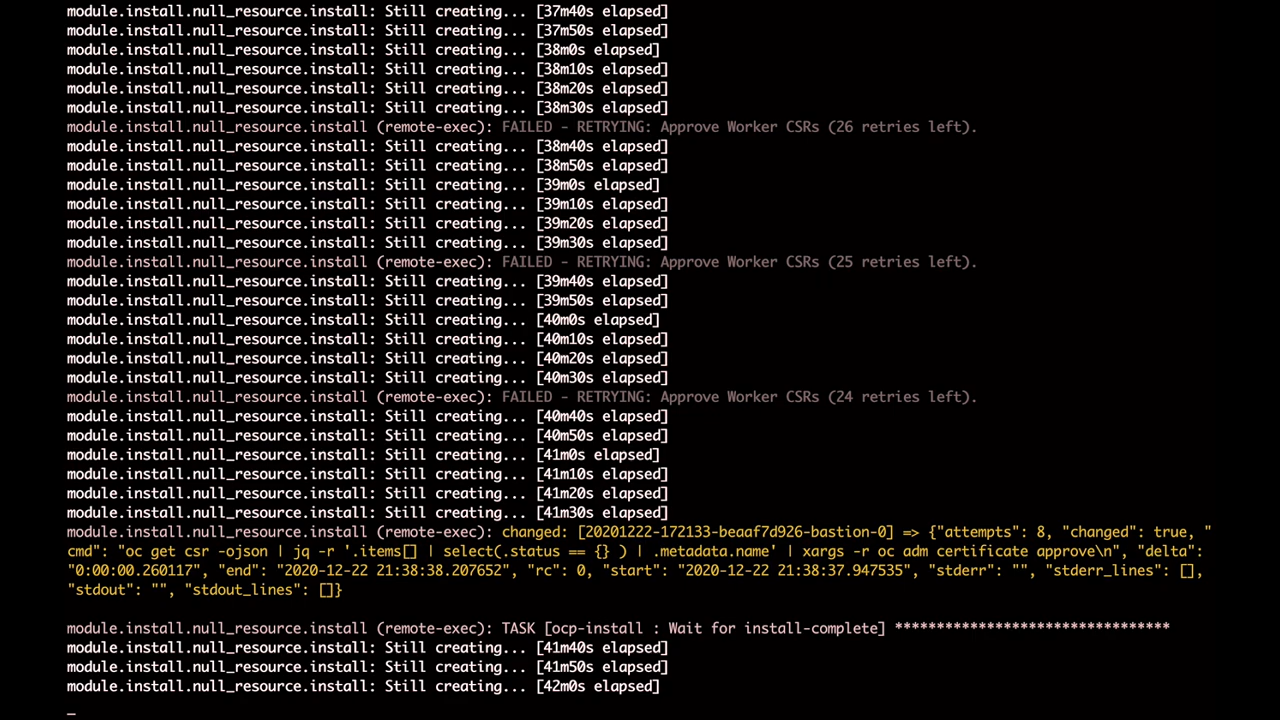 module.install.null_resource.install: Still creating... [37m40s elapsed]
module.install.null_resource.install: Still creating... [37m50s elapsed]
module.install.null_resource.install: Still creating... [38m0s elapsed]
module.install.null_resource.install: Still creating... [38m10s elapsed]
module.install.null_resource.install: Still creating... [38m20s elapsed]
module.install.null_resource.install: Still creating... [38m30s elapsed]
module.install.null_resource.install (remote-exec): FAILED - RETRYING: Approve Worker CSRs (26 retries left).
module.install.null_resource.install: Still creating... [38m40s elapsed]
module.install.null_resource.install: Still creating... [38m50s elapsed]
module.install.null_resource.install: Still creating... [39m0s elapsed]
module.install.null_resource.install: Still creating... [39m10s elapsed]
module.install.null_resource.install: Still creating... [39m20s elapsed]
module.install.null_resource.install: Still creating... [39m30s elapsed]
module.install.null_resource.install (remote-exec): FAILED - RETRYING: Approve Worker CSRs (25 retries left).
module.install.null_resource.install: Still creating... [39m40s elapsed]
module.install.null_resource.install: Still creating... [39m50s elapsed]
module.install.null_resource.install: Still creating... [40m0s elapsed]
module.install.null_resource.install: Still creating... [40m10s elapsed]
module.install.null_resource.install: Still creating... [40m20s elapsed]
module.install.null_resource.install: Still creating... [40m30s elapsed]
module.install.null_resource.install (remote-exec): FAILED - RETRYING: Approve Worker CSRs (24 retries left).
module.install.null_resource.install: Still creating... [40m40s elapsed]
module.install.null_resource.install: Still creating... [40m50s elapsed]
module.install.null_resource.install: Still creating... [41m0s elapsed]
module.install.null_resource.install: Still creating... [41m10s elapsed]
module.install.null_resource.install: Still creating... [41m20s elapsed]
module.install.null_resource.install: Still creating... [41m30s elapsed]
module.install.null_resource.install (remote-exec): changed: [20201222-172133-beaaf7d926-bastion-0] => {"attempts": 8, "changed": true, "
cmd": "oc get csr -ojson | jq -r '.items[] | select(.status == {} ) | .metadata.name' | xargs -r oc adm certificate approve\n", "delta":
"0:00:00.260117", "end": "2020-12-22 21:38:38.207652", "rc": 0, "start": "2020-12-22 21:38:37.947535", "stderr": "", "stderr_lines": [],
"stdout": "", "stdout_lines": []}
module.install.null_resource.install (remote-exec): TASK [ocp-install : Wait for install-complete] *********************************
module.install.null_resource.install: Still creating... [41m40s elapsed]
module.install.null_resource.install: Still creating... [41m50s elapsed]
module.install.null_resource.install: Still creating... [42m0s elapsed]